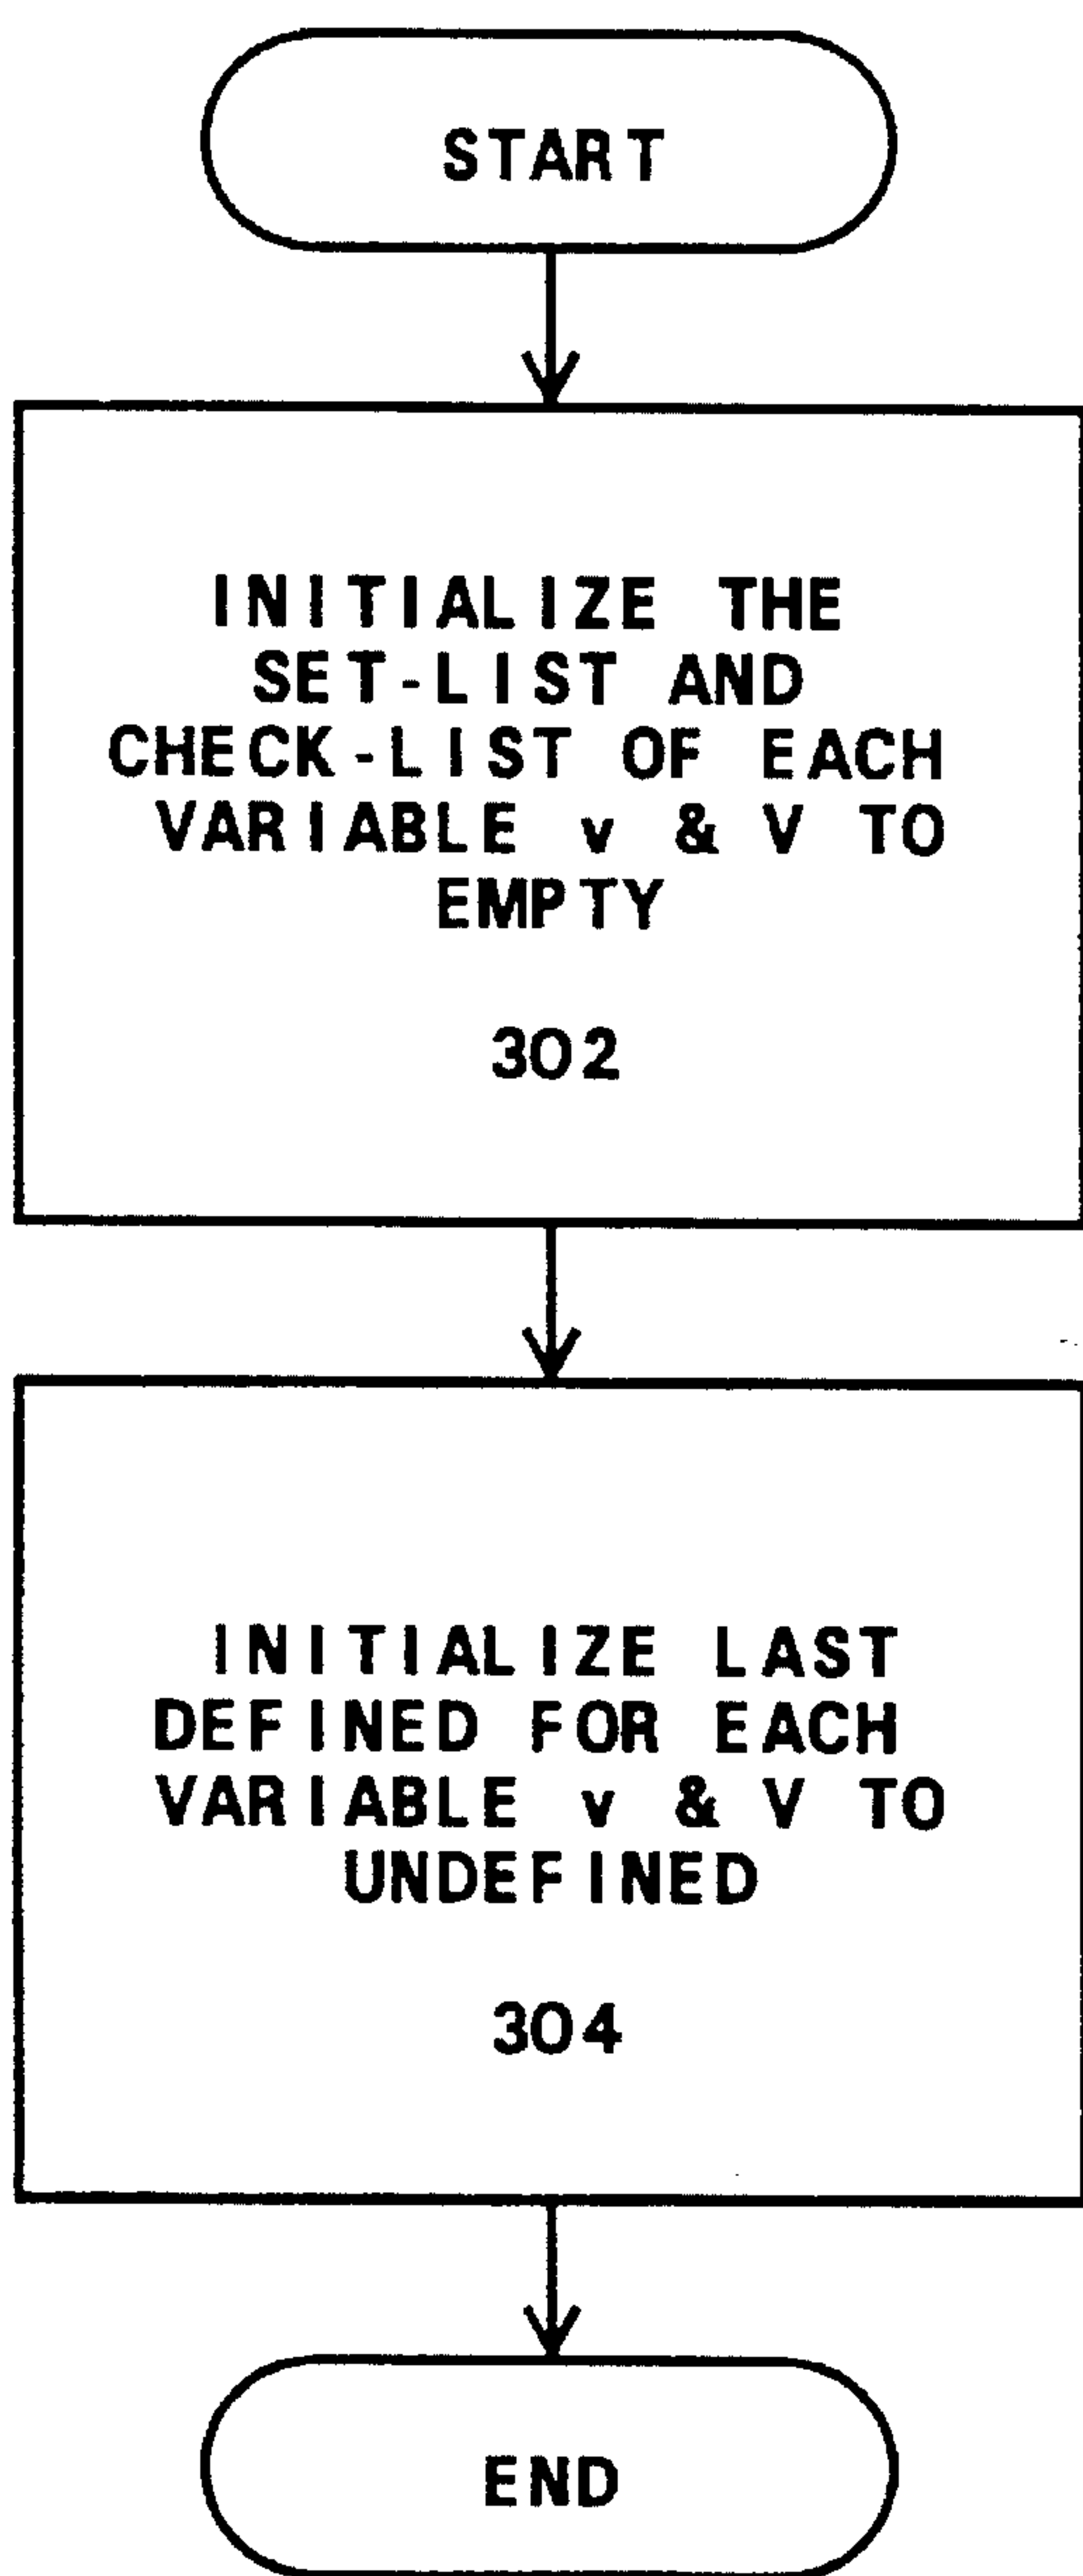 START
INITIALIZE THE
SET-LIST AND
CHECK-LIST OF EACH
VARIABLE v & V TO
EMPTY
302
INITIALIZE LAST
DEFINED FOR EACH
VARIABLE v & V TO
UNDEFINED
304
END